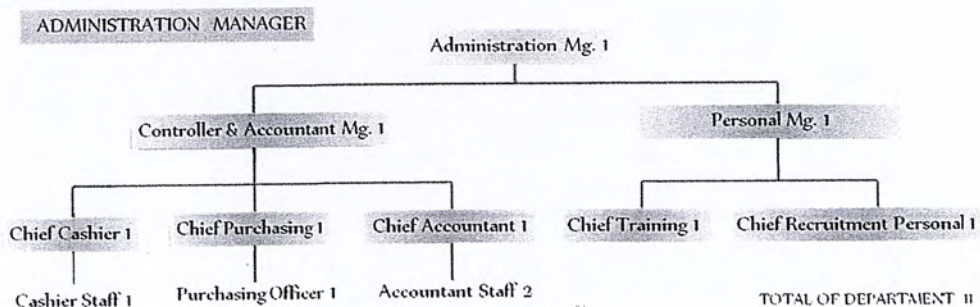 ADMINISTRATION MANAGER
Administration Mg. 1
Controller & Accountant Mg. 1
Personal Mg. 1
Chief Cashier 1
Chief Purchasing 1
Chief Accountant 1
Chief Training 1
Chief Recruitment Personal 1
Cashier Staff 1
Purchasing Officer 1
Accountant Staff 2
TOTAL OF DEPARTMENT 11